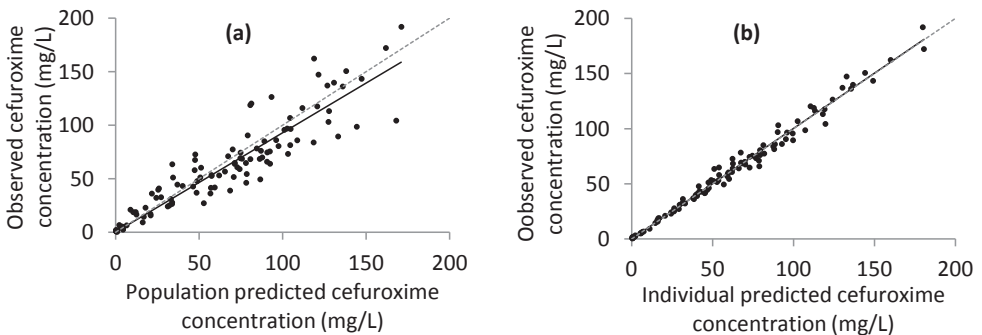 (a)
Observed cefuroxime
concentration (mg/L)
200
150
100
50
0
0 50 100 150 200
Population predicted cefuroxime
concentration (mg/L)
(b)
Oobserved cefuroxime
concentration (mg/L)
200
150
100
50
0
0 50 100 150 200
Individual predicted cefuroxime
concentration (mg/L)